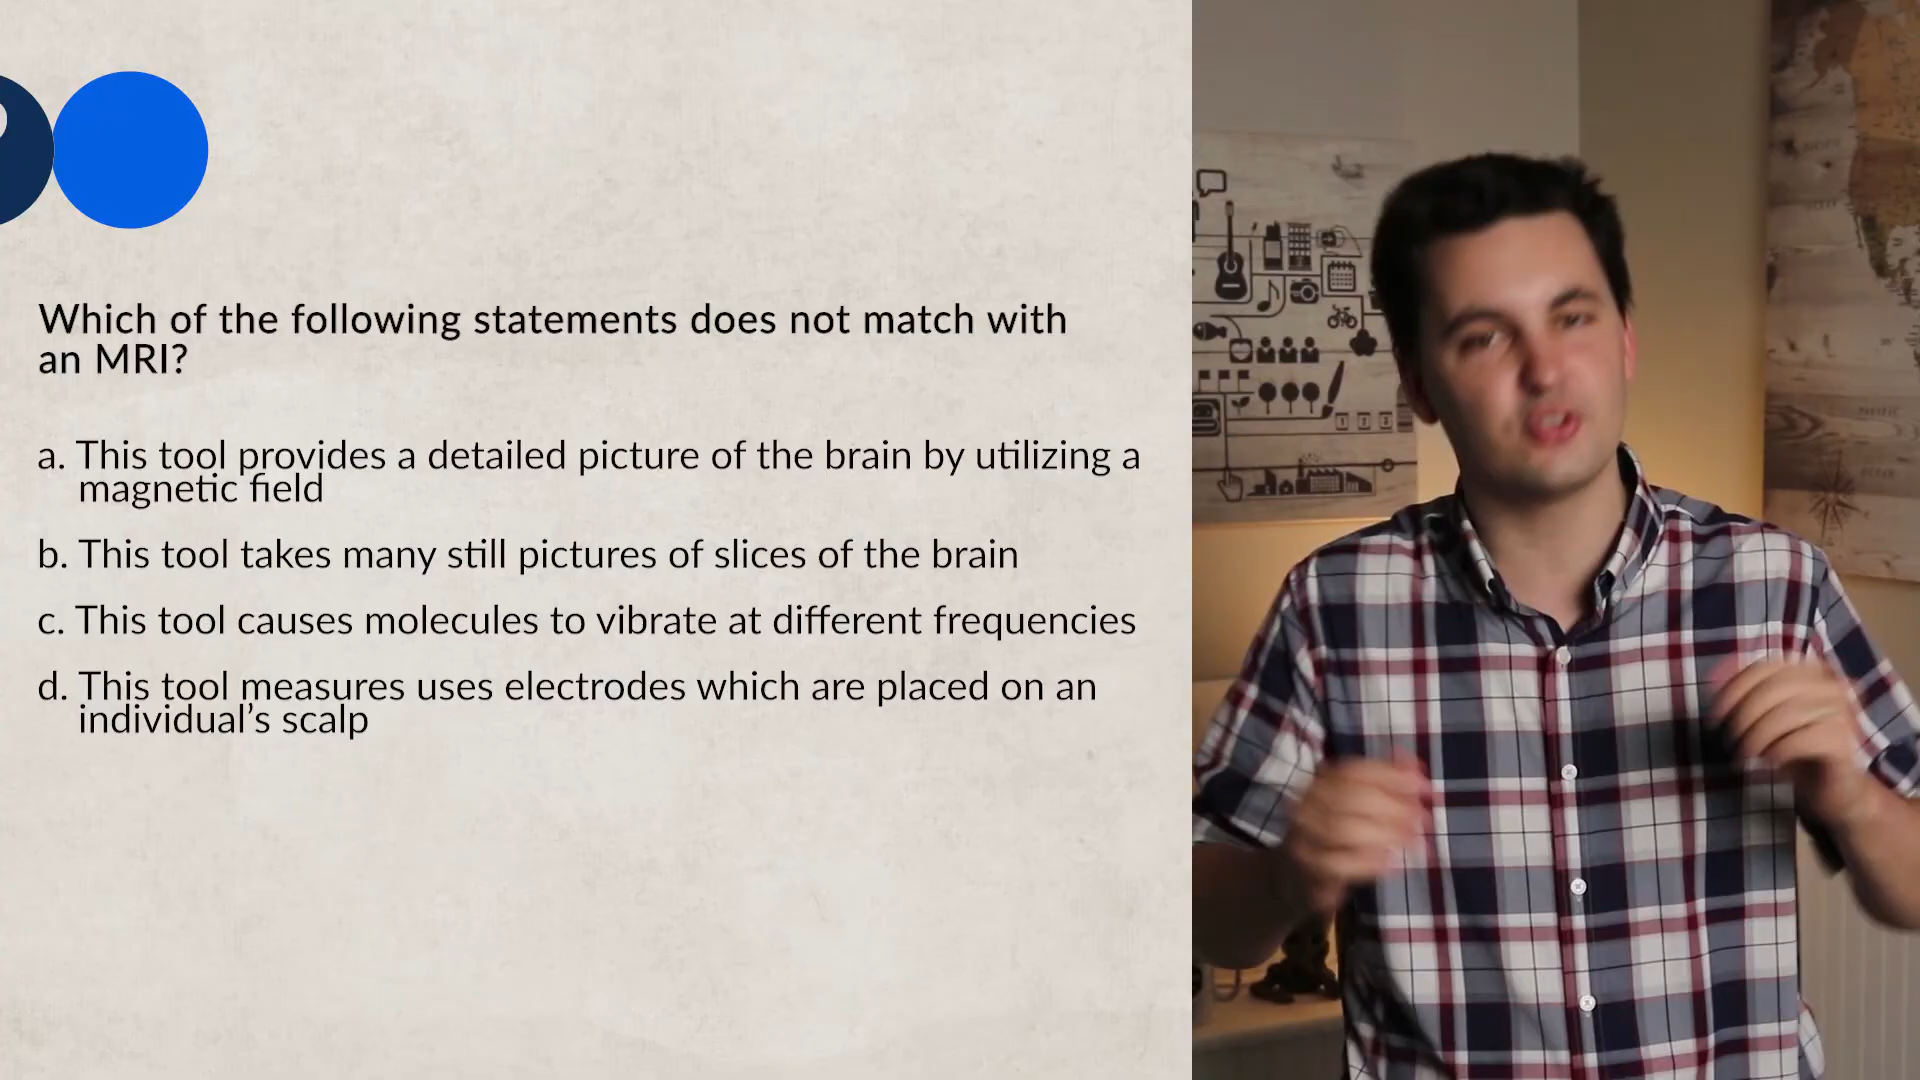 Which of the following statements does not match with
an MRI?
a. This tool provides a detailed picture of the brain by utilizing a
magnetic field
b. This tool takes many still pictures of slices of the brain
c. This tool causes molecules to vibrate at different frequencies
d. This tool measures uses electrodes which are placed on an
individual's scalp